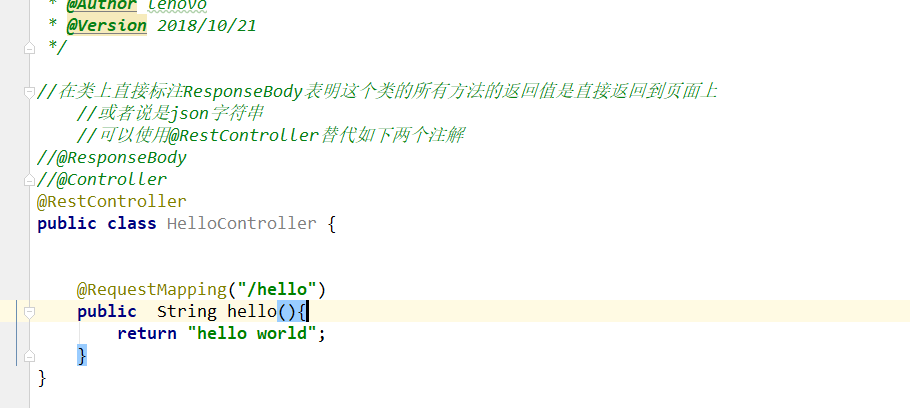 * @Author lenovo
* @Version 2018/10/21
*/
//在类上直接标注ResponseBody表明这个类的所有方法的返回值是直接返回到页面上
//或者说是json字符串
//可以使用@RestController替代如下两个注解
//@ResponseBody
//@Controller
@RestController
public class HelloController {
@RequestMapping("/hello")
public  String hello(){
return "hello world";
}
}